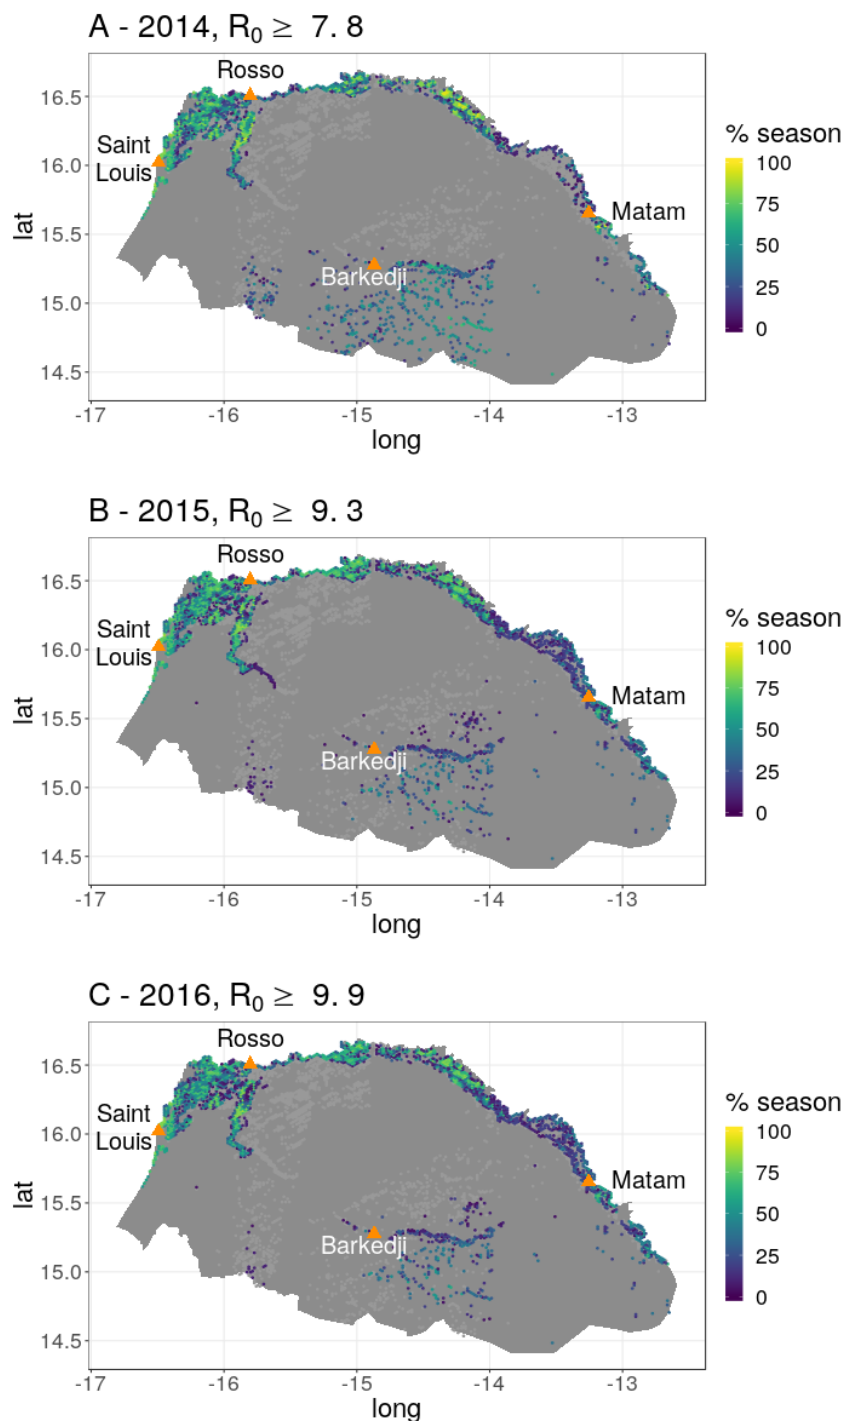 A - 2014, R₀ ≥ 7. 8
Rosso
Saint
Louis
Matam
Barkedji
16.5
16.0
15.5
15.0
14.5
lat
-17
-16
-15
-14
-13
long
% season
100
75
50
25
0
B - 2015, R₀ ≥ 9. 3
Rosso
Saint
Louis
Matam
Barkedji
16.5
16.0
15.5
15.0
14.5
lat
-17
-16
-15
-14
-13
long
% season
100
75
50
25
0
C - 2016, R₀ ≥ 9. 9
Rosso
Saint
Louis
Matam
Barkedji
16.5
16.0
15.5
15.0
14.5
lat
-17
-16
-15
-14
-13
long
% season
100
75
50
25
0